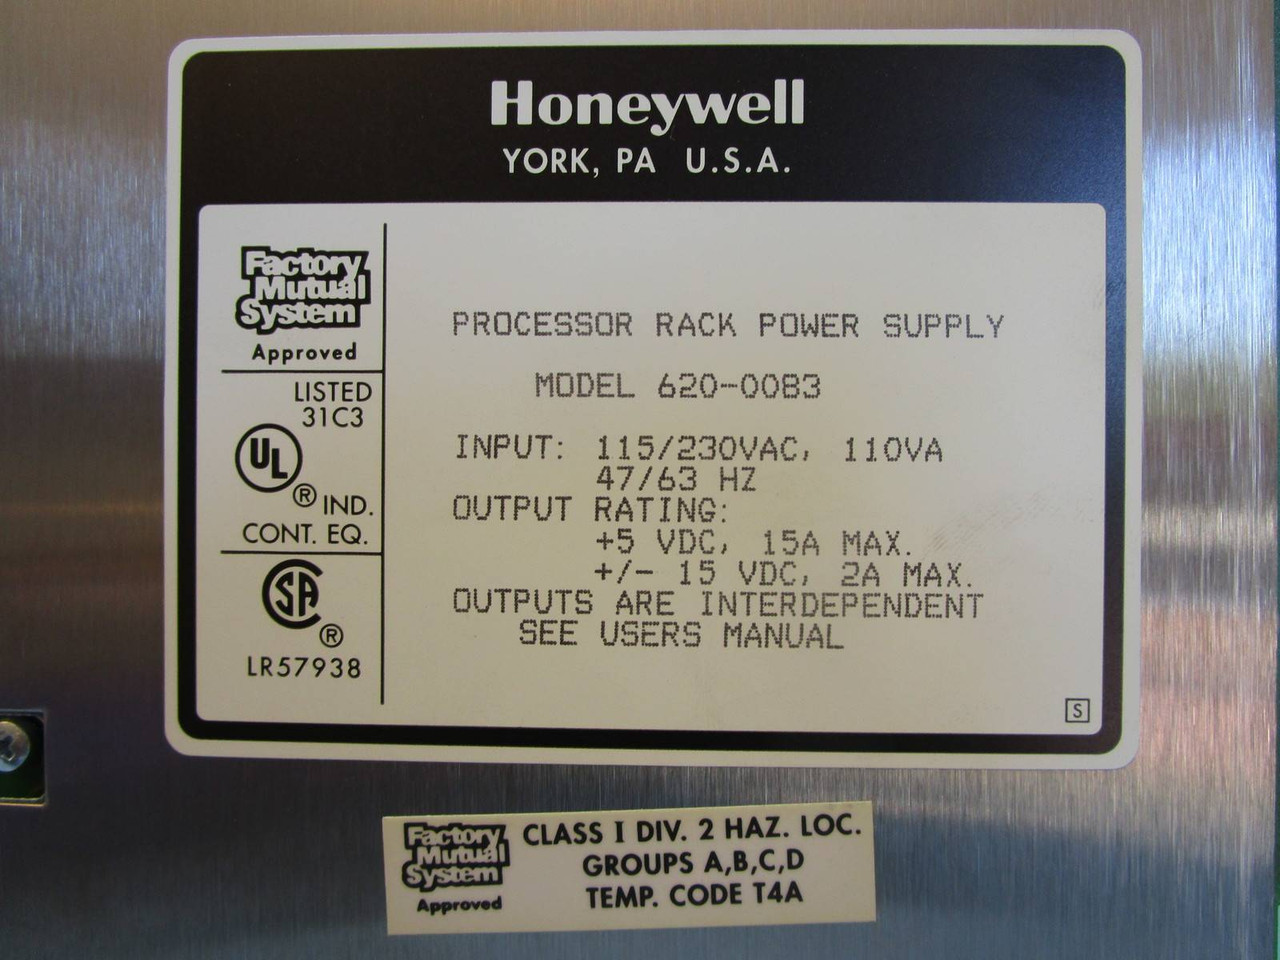 Honeywell
YORK, PA U.S.A.
Factory
Mutual
System
Approved
LISTED
31C3
UL
® IND.
CONT. EQ.
SA
®
LR57938
PROCESSOR RACK POWER SUPPLY
MODEL 620-0083
INPUT: 115/230VAC, 110VA
47/63 HZ
OUTPUT RATING:
+5 VDC, 15A MAX.
+/- 15 VDC, 2A MAX.
OUTPUTS ARE INTERDEPENDENT
SEE USERS MANUAL
S
Factory
Mutual
System
Approved
CLASS I DIV. 2 HAZ. LOC.
GROUPS A,B,C,D
TEMP. CODE T4A